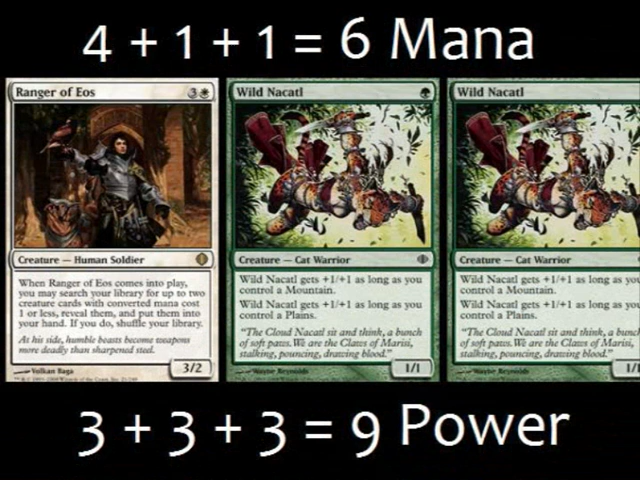 4 + 1 + 1 = 6 Mana
Ranger of Eos 3
Creature — Human Soldier
When Ranger of Eos comes into play,
you may search your library for up to two
creature cards with converted mana cost
1 or less, reveal them, and put them into
your hand. If you do, shuffle your library.
At his side, humble beasts become weapons
more deadly than sharpened steel.
3/2
Volkan Baga
Wild Nacatl
Creature — Cat Warrior
Wild Nacatl gets +1/+1 as long as you
control a Mountain.
Wild Nacatl gets +1/+1 as long as you
control a Plains.
"The Cloud Nacatl sit and think, a bunch
of soft paws. We are the Claws of Marisi,
stalking, pouncing, drawing blood."
1/1
Wayne Reynolds
Wild Nacatl
Creature — Cat Warrior
Wild Nacatl gets +1/+1 as long
control a Mountain.
Wild Nacatl gets +1/+1 as long
control a Plains.
"The Cloud Nacatl sit and think, a
of soft paws. We are the Claws of M
stalking, pouncing, drawing blood."
1/
Wayne Reynolds
3 + 3 + 3 = 9 Power